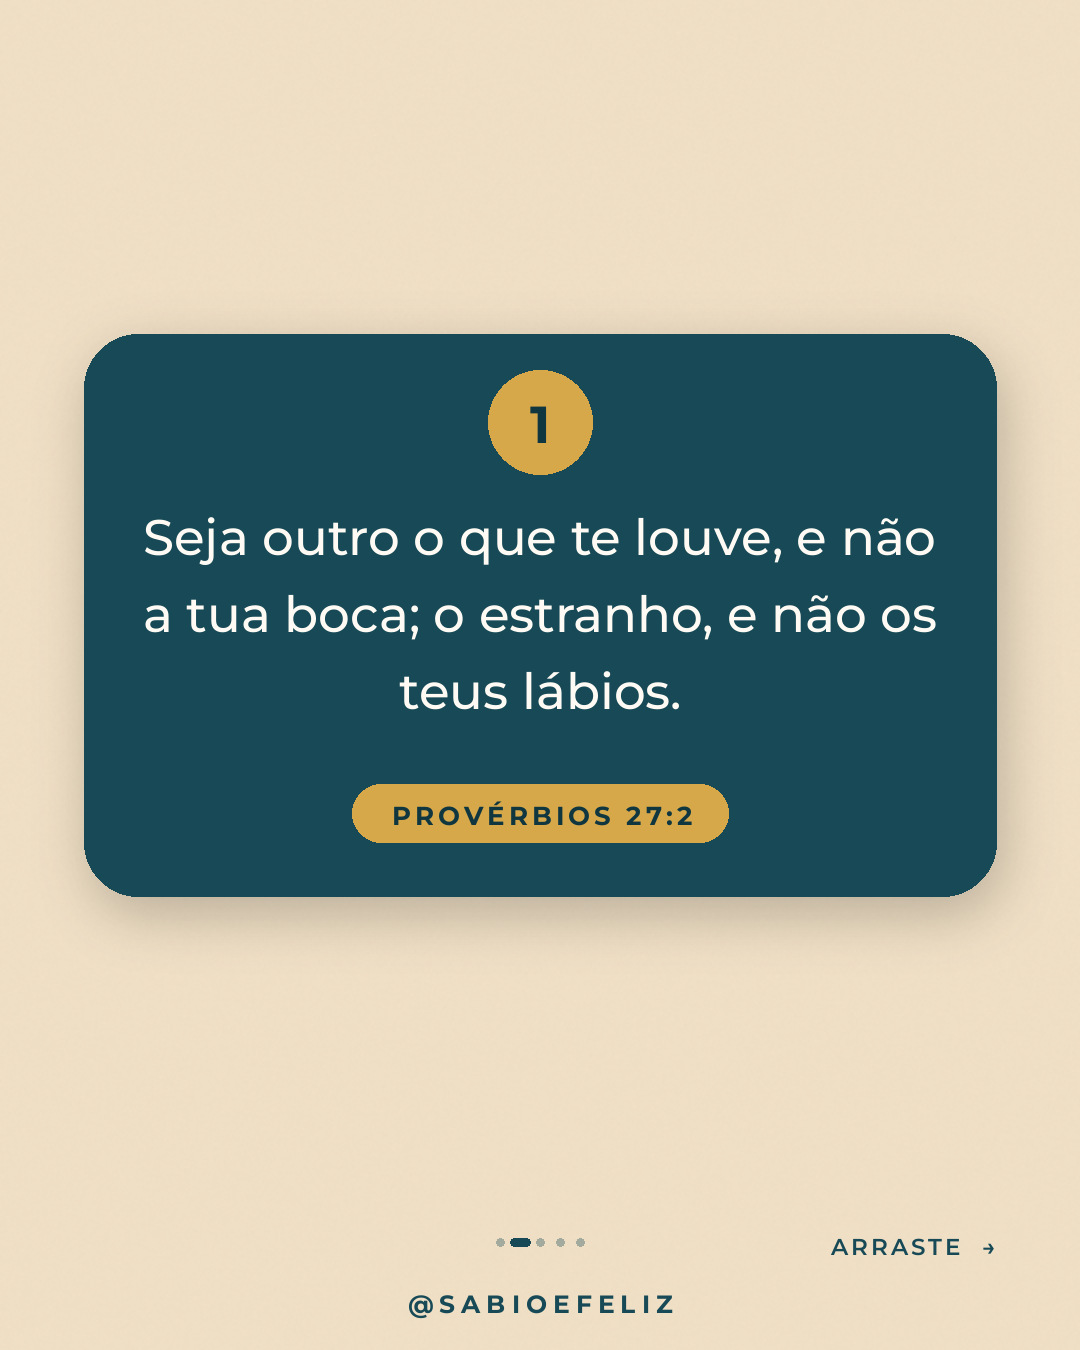 1
Seja outro o que te louve, e não
a tua boca; o estranho, e não os
teus lábios.
PROVÉRBIOS 27:2
ARRASTE →
@SABIOEFELIZ